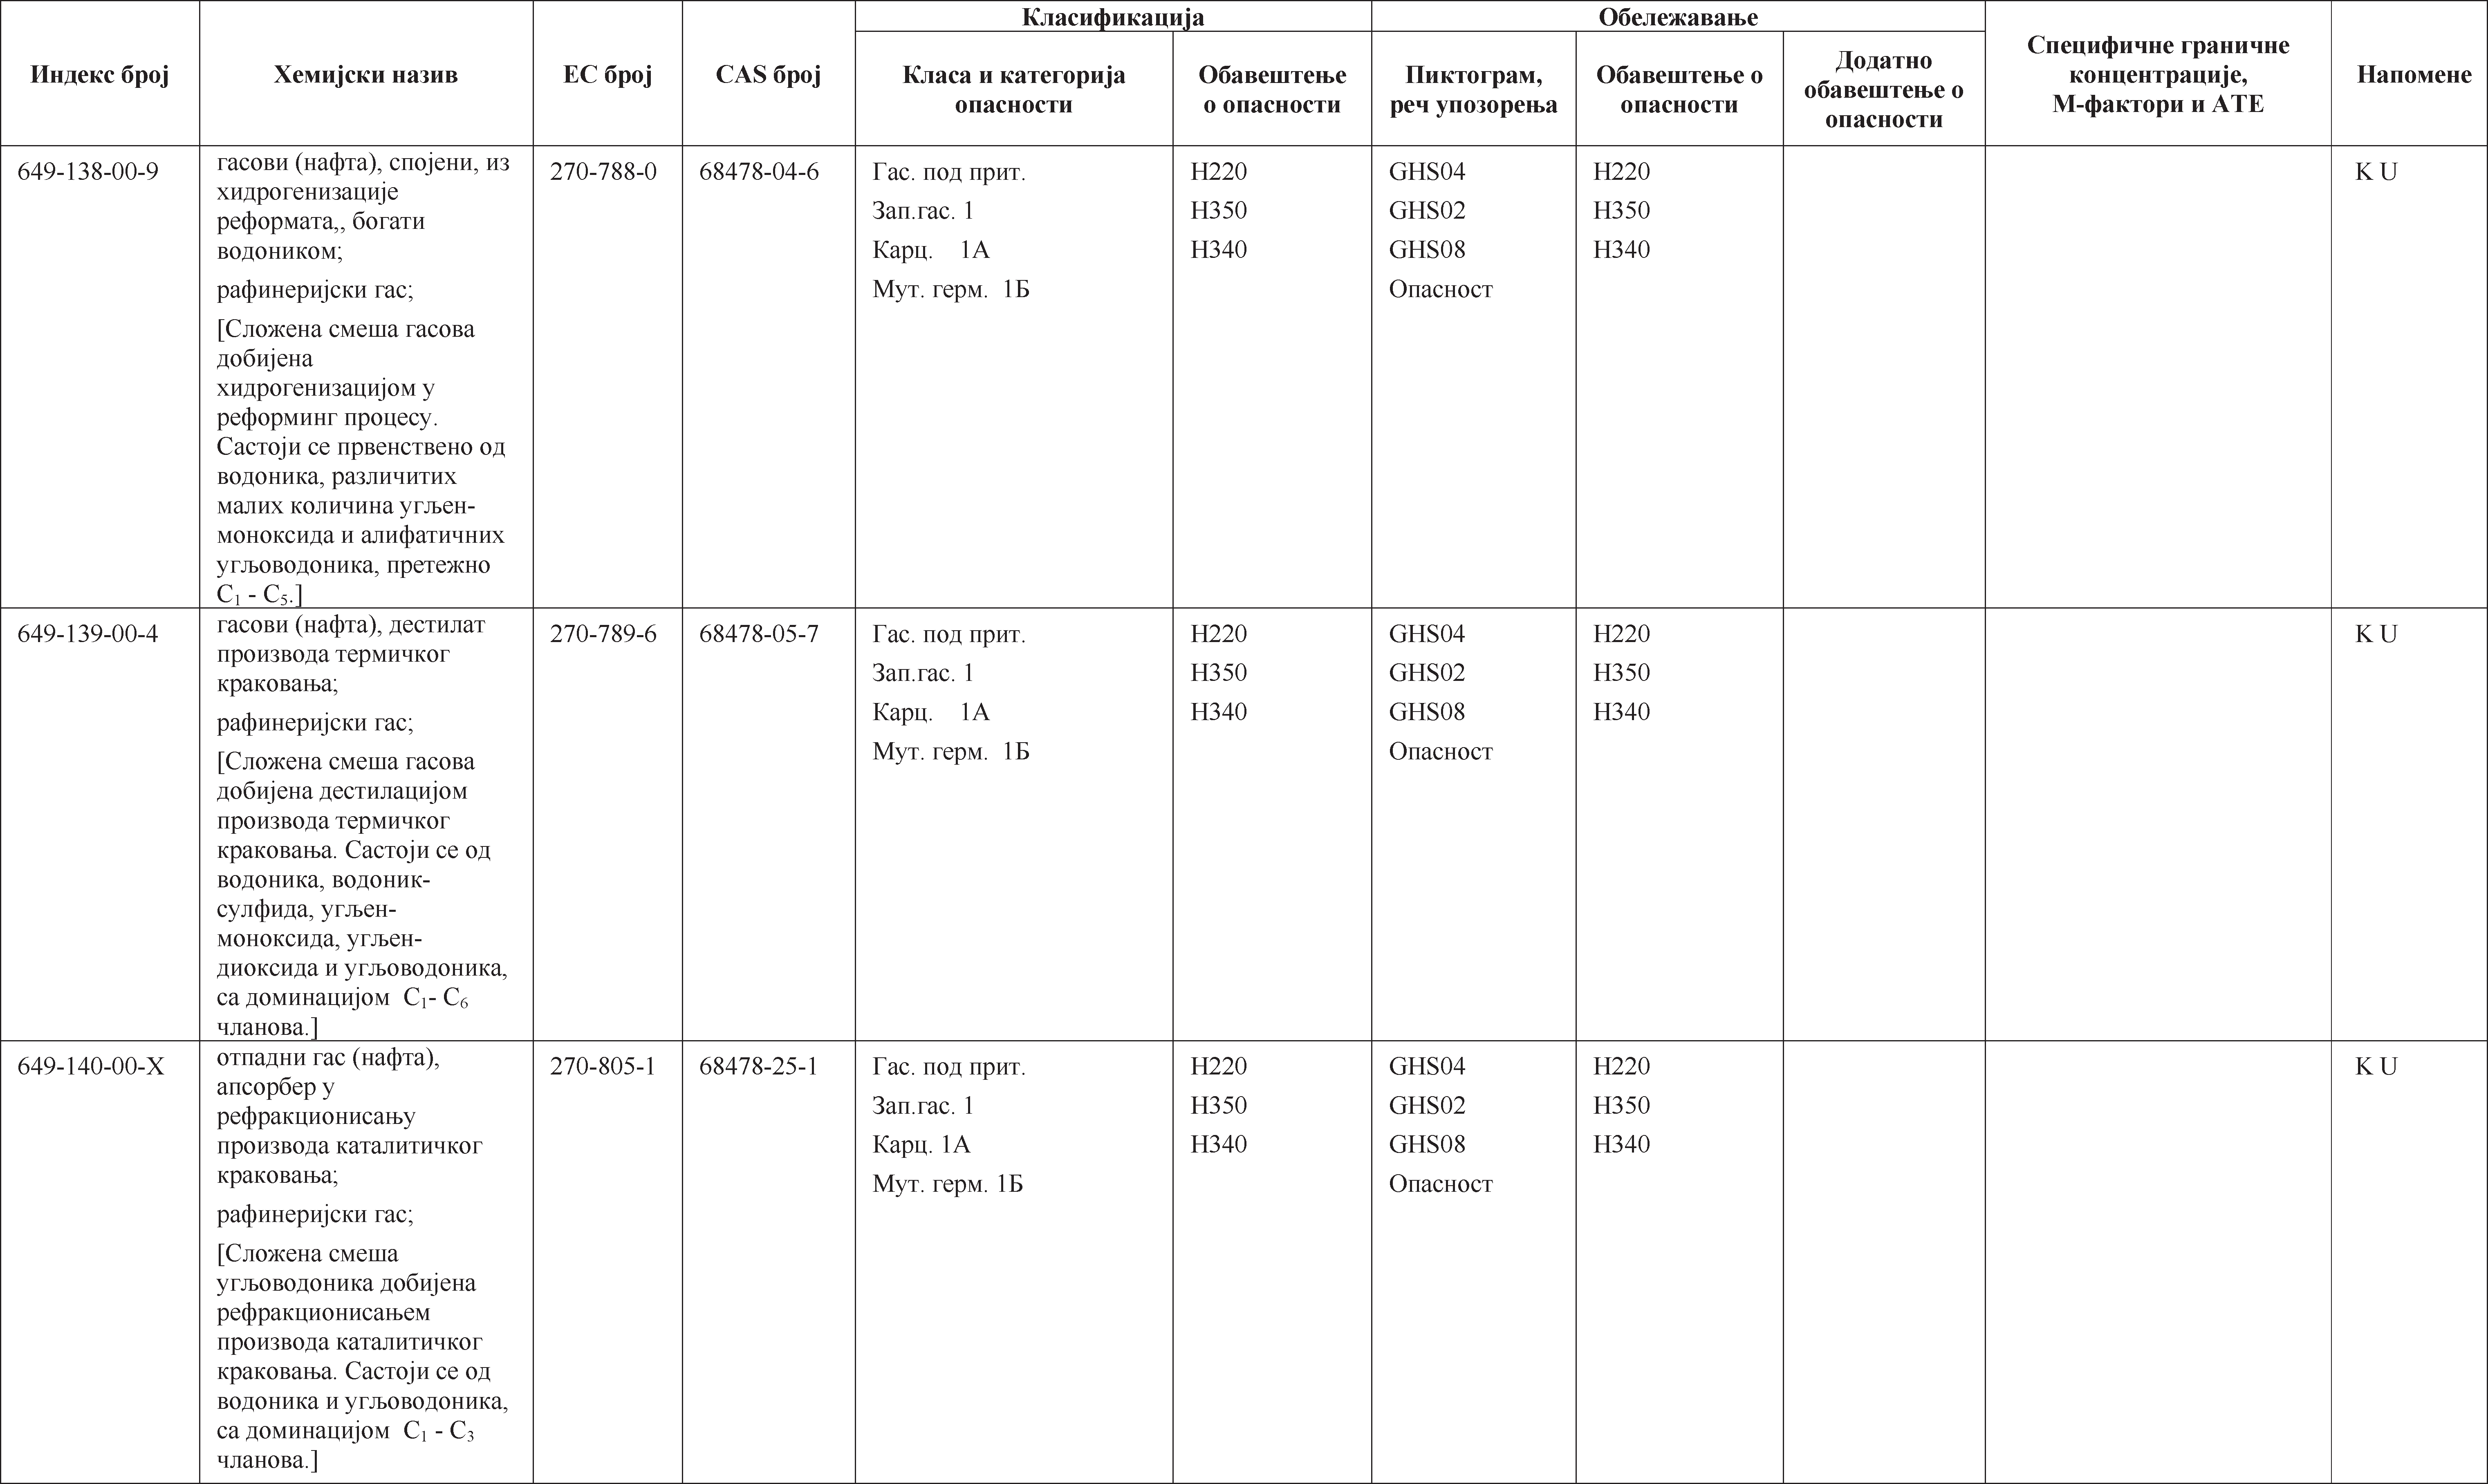 Класификација
Обележавање
Индекс број
Хемијски назив
ЕС број
CAS број
Класа и категорија
опасности
Обавештење
о опасности
Пиктограм,
реч упозорења
Обавештење о
опасности
Додатно
обавештење о
опасности
Специфичне граничне
концентрације,
М-фактори и АТЕ
Напомене
649-138-00-9
гасови (нафта), спојени, из
хидрогенизације
реформата,, богати
водоником;
рафинеријски гас;
[Сложена смеша гасова
добијена
хидрогенизацијом у
реформинг процесу.
Састоји се првенствено од
водоника, различитих
малих количина угљен-
моноксида и алифатичних
угљоводоника, претежно
C₁ - C₅.]
270-788-0
68478-04-6
Гас. под прит.
Зап.гас. 1
Карц. 1А
Мут. герм. 1Б
H220
H350
H340
GHS04
GHS02
GHS08
Опасност
H220
H350
H340
K U
649-139-00-4
гасови (нафта), дестилат
производа термичког
краковања;
рафинеријски гас;
[Сложена смеша гасова
добијена дестилацијом
производа термичког
краковања. Састоји се од
водоника, водоник-
сулфида, угљен-
моноксида, угљен-
диоксида и угљоводоника,
са доминацијом C₁- C₆
чланова.]
270-789-6
68478-05-7
Гас. под прит.
Зап.гас. 1
Карц. 1А
Мут. герм. 1Б
H220
H350
H340
GHS04
GHS02
GHS08
Опасност
H220
H350
H340
K U
649-140-00-X
отпадни гас (нафта),
апсорбер у
рефракционисању
производа каталитичког
краковања;
рафинеријски гас;
[Сложена смеша
угљоводоника добијена
рефракционисањем
производа каталитичког
краковања. Састоји се од
водоника и угљоводоника,
са доминацијом C₁ - C₃
чланова.]
270-805-1
68478-25-1
Гас. под прит.
Зап.гас. 1
Карц. 1А
Мут. герм. 1Б
H220
H350
H340
GHS04
GHS02
GHS08
Опасност
H220
H350
H340
K U